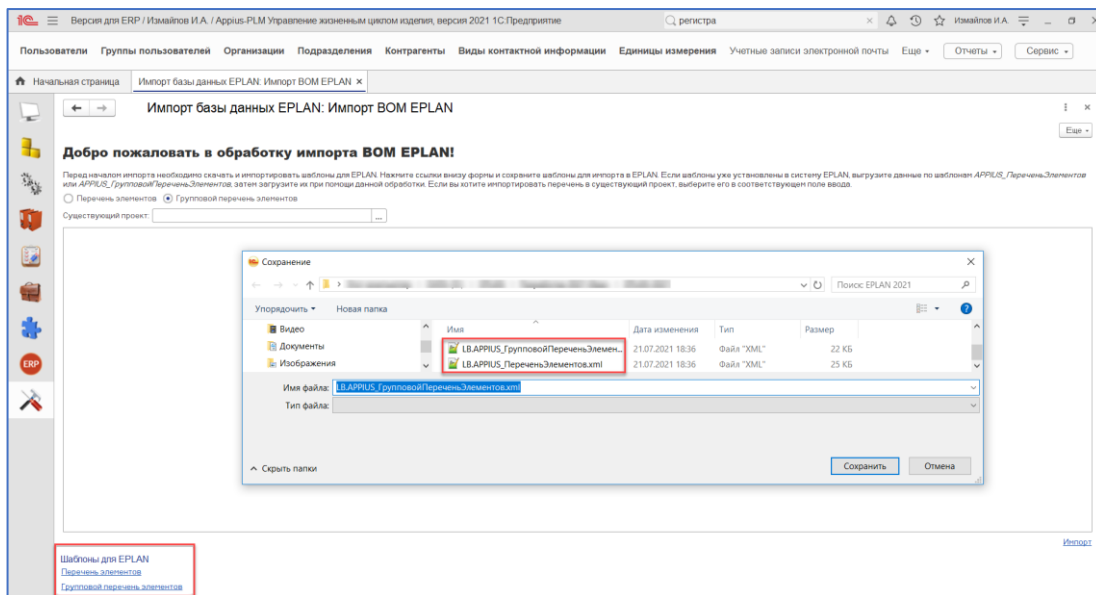 Версия для ERP / Измайлов И.А. / Appius-PLM Управление жизненным циклом изделия, версия 2021 1С:Предприятие
регистра
Измайлов И.А.
Пользователи Группы пользователей Организации Подразделения Контрагенты Виды контактной информации Единицы измерения Учетные записи электронной почты Еще Отчеты Сервис
Начальная страница Импорт базы данных EPLAN: Импорт BOM EPLAN
Импорт базы данных EPLAN: Импорт BOM EPLAN
Еще
Добро пожаловать в обработку импорта BOM EPLAN!
Перед началом импорта необходимо скачать и импортировать шаблоны для EPLAN. Нажмите ссылки внизу формы и сохраните шаблоны для импорта в EPLAN. Если шаблоны уже установлены в систему EPLAN, выгрузите данные по шаблонам APPIUS_ПереченьЭлементов
или APPIUS_ГрупповойПереченьЭлементов, затем загрузите их при помощи данной обработки. Если вы хотите импортировать перечень в существующий проект, выберите его в соответствующем поле ввода.
Перечень элементов Групповой перечень элементов
Существующий проект: ...
Сохранение
Поиск: EPLAN 2021
Упорядочить Новая папка
Видео Имя Дата изменения Тип Размер
Документы LB.APPIUS_ГрупповойПереченьЭлемен... 21.07.2021 18:36 Файл "XML" 22 КБ
Изображения LB.APPIUS_ПереченьЭлементов.xml 21.07.2021 18:36 Файл "XML" 25 КБ
Имя файла: LB.APPIUS_ГрупповойПереченьЭлементов.xml
Тип файла:
Скрыть папки Сохранить Отмена
ERP
Импорт
Шаблоны для EPLAN
Перечень элементов
Групповой перечень элементов